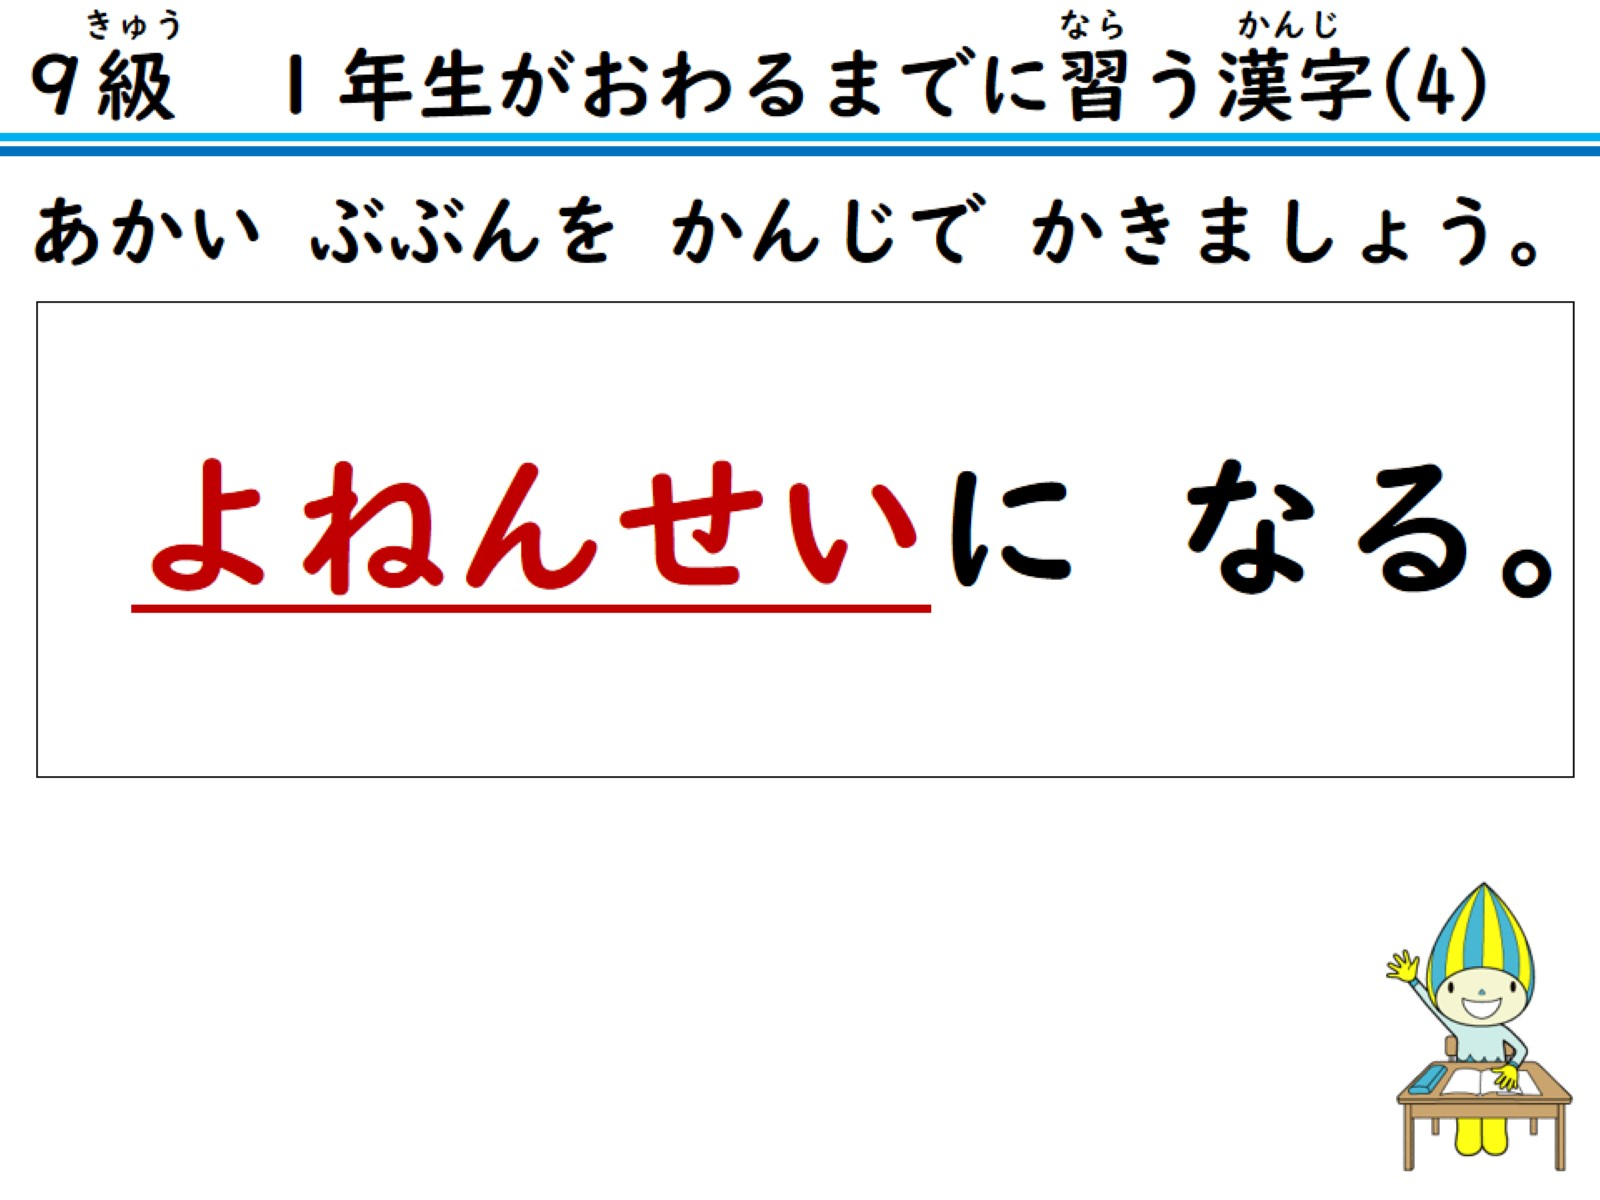 きゅう なら かんじ
9級 1年生がおわるまでに習う漢字(4)
あかい ぶぶんを かんじで かきましょう。
よねんせいに なる。